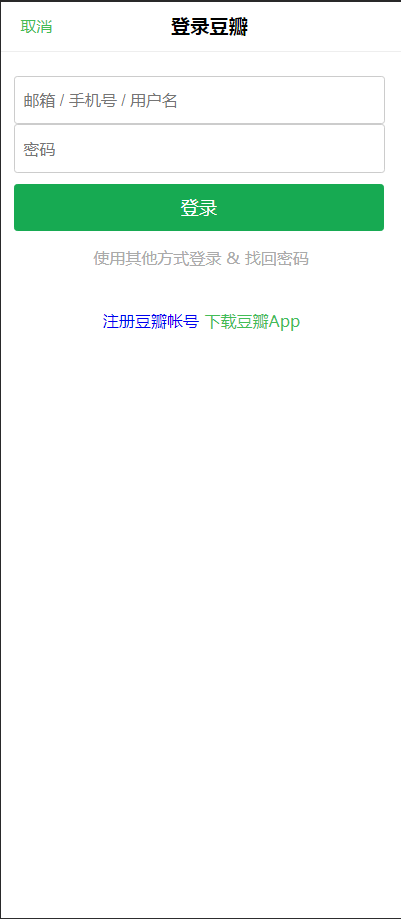 取消 登录豆瓣
邮箱 / 手机号 / 用户名
密码
登录
使用其他方式登录 & 找回密码
注册豆瓣帐号 下载豆瓣App